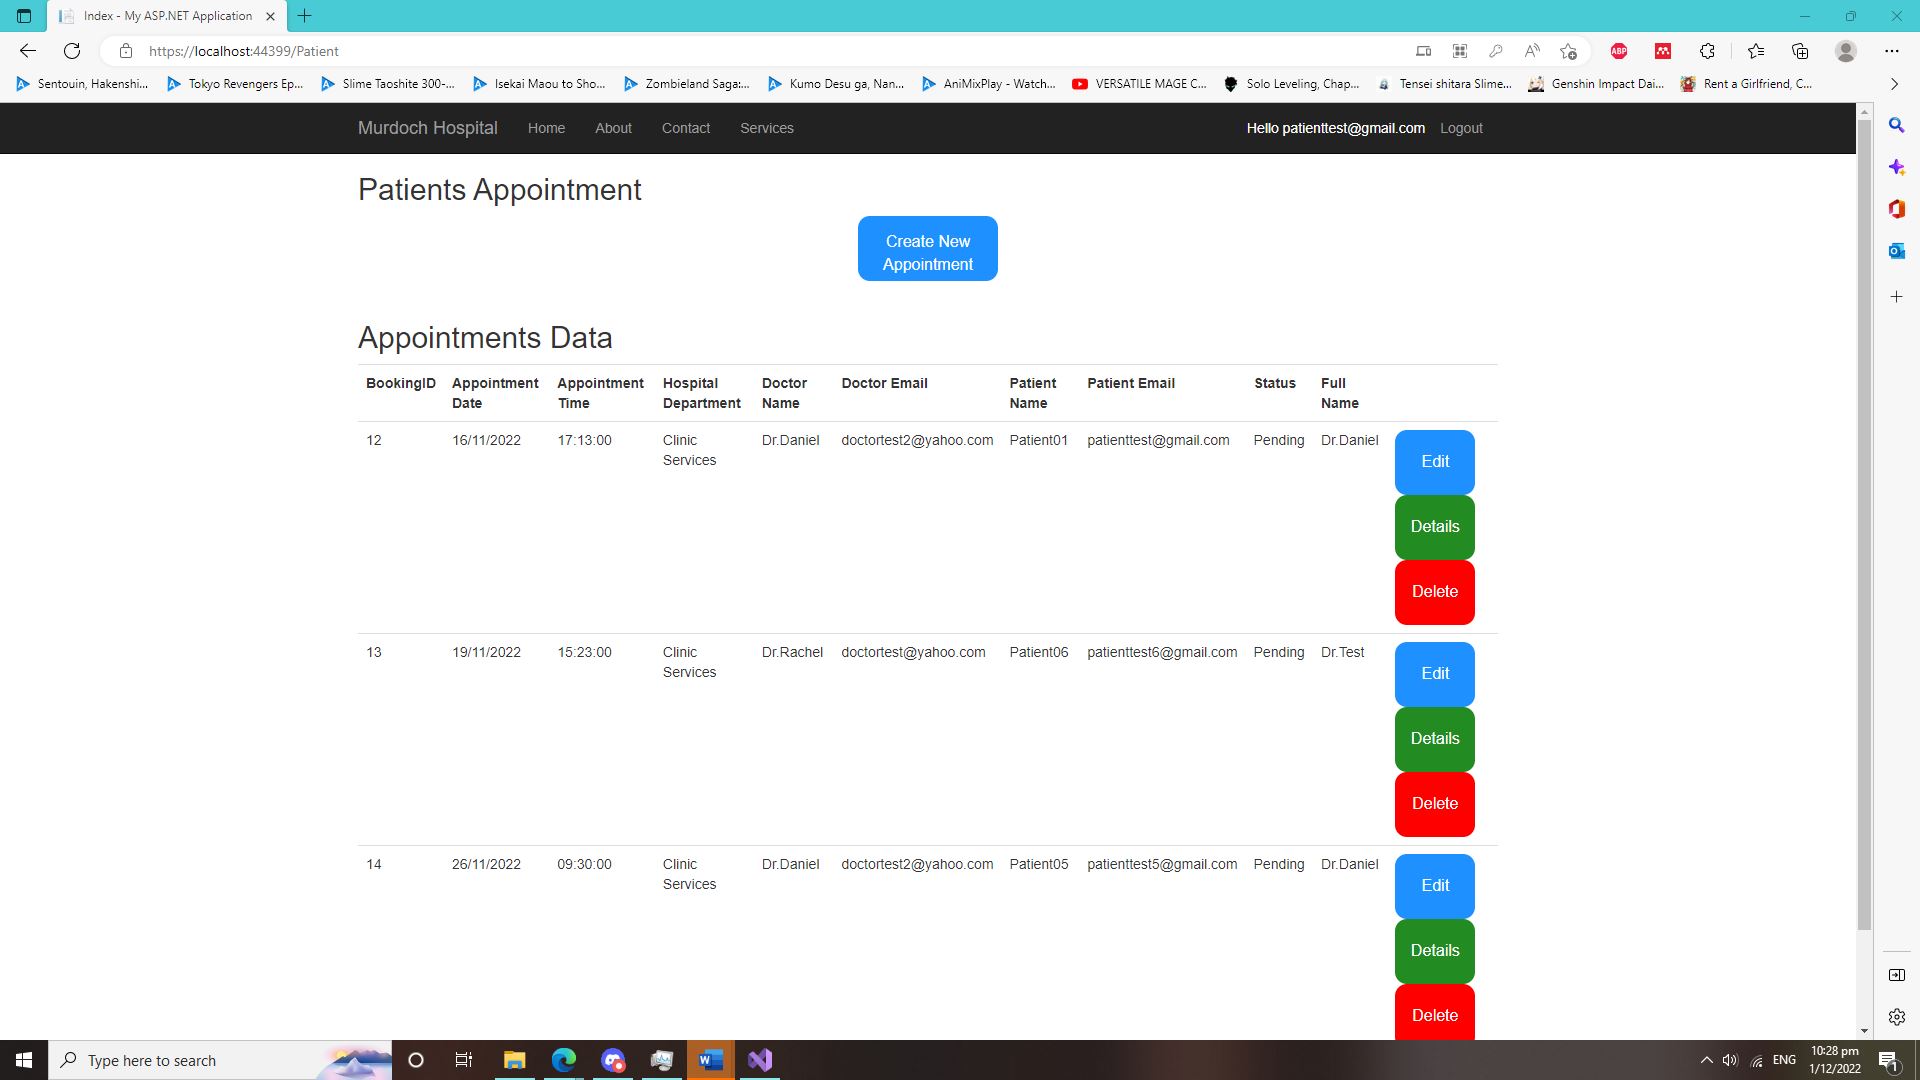 Index - My ASP.NET Application
https://localhost:44399/Patient
ABP
Sentouin, Hakenshi...
Tokyo Revengers Ep...
Slime Taoshite 300-...
Isekai Maou to Sho...
Zombieland Saga:...
Kumo Desu ga, Nan...
AniMixPlay - Watch...
VERSATILE MAGE C...
Solo Leveling, Chap...
Tensei shitara Slime...
Genshin Impact Dai...
Rent a Girlfriend, C...
Murdoch Hospital Home About Contact Services Hello patienttest@gmail.com Logout
Patients Appointment
Create New
Appointment
Appointments Data
BookingID Appointment Date Appointment Time Hospital Department Doctor Name Doctor Email Patient Name Patient Email Status Full Name
12 16/11/2022 17:13:00 Clinic Services Dr.Daniel doctortest2@yahoo.com Patient01 patienttest@gmail.com Pending Dr.Daniel
Edit
Details
Delete
13 19/11/2022 15:23:00 Clinic Services Dr.Rachel doctortest@yahoo.com Patient06 patienttest6@gmail.com Pending Dr.Test
Edit
Details
Delete
14 26/11/2022 09:30:00 Clinic Services Dr.Daniel doctortest2@yahoo.com Patient05 patienttest5@gmail.com Pending Dr.Daniel
Edit
Details
Delete
Type here to search
ENG
10:28 pm
1/12/2022
1